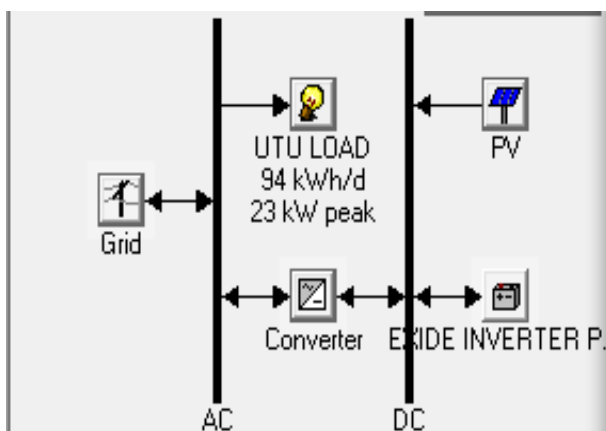 UTU LOAD
94 kWh/d
23 kW peak
PV
Grid
Converter
EXIDE INVERTER P.
AC
DC